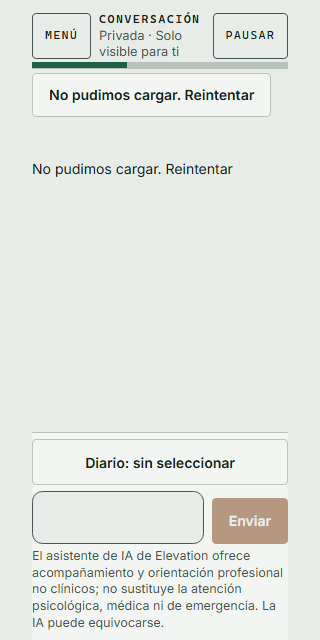 MENÚ
CONVERSACIÓN
Privada · Solo
visible para ti
PAUSAR
No pudimos cargar. Reintentar
No pudimos cargar. Reintentar
Diario: sin seleccionar
Enviar
El asistente de IA de Elevation ofrece
acompañamiento y orientación profesional
no clínicos; no sustituye la atención
psicológica, médica ni de emergencia. La
IA puede equivocarse.